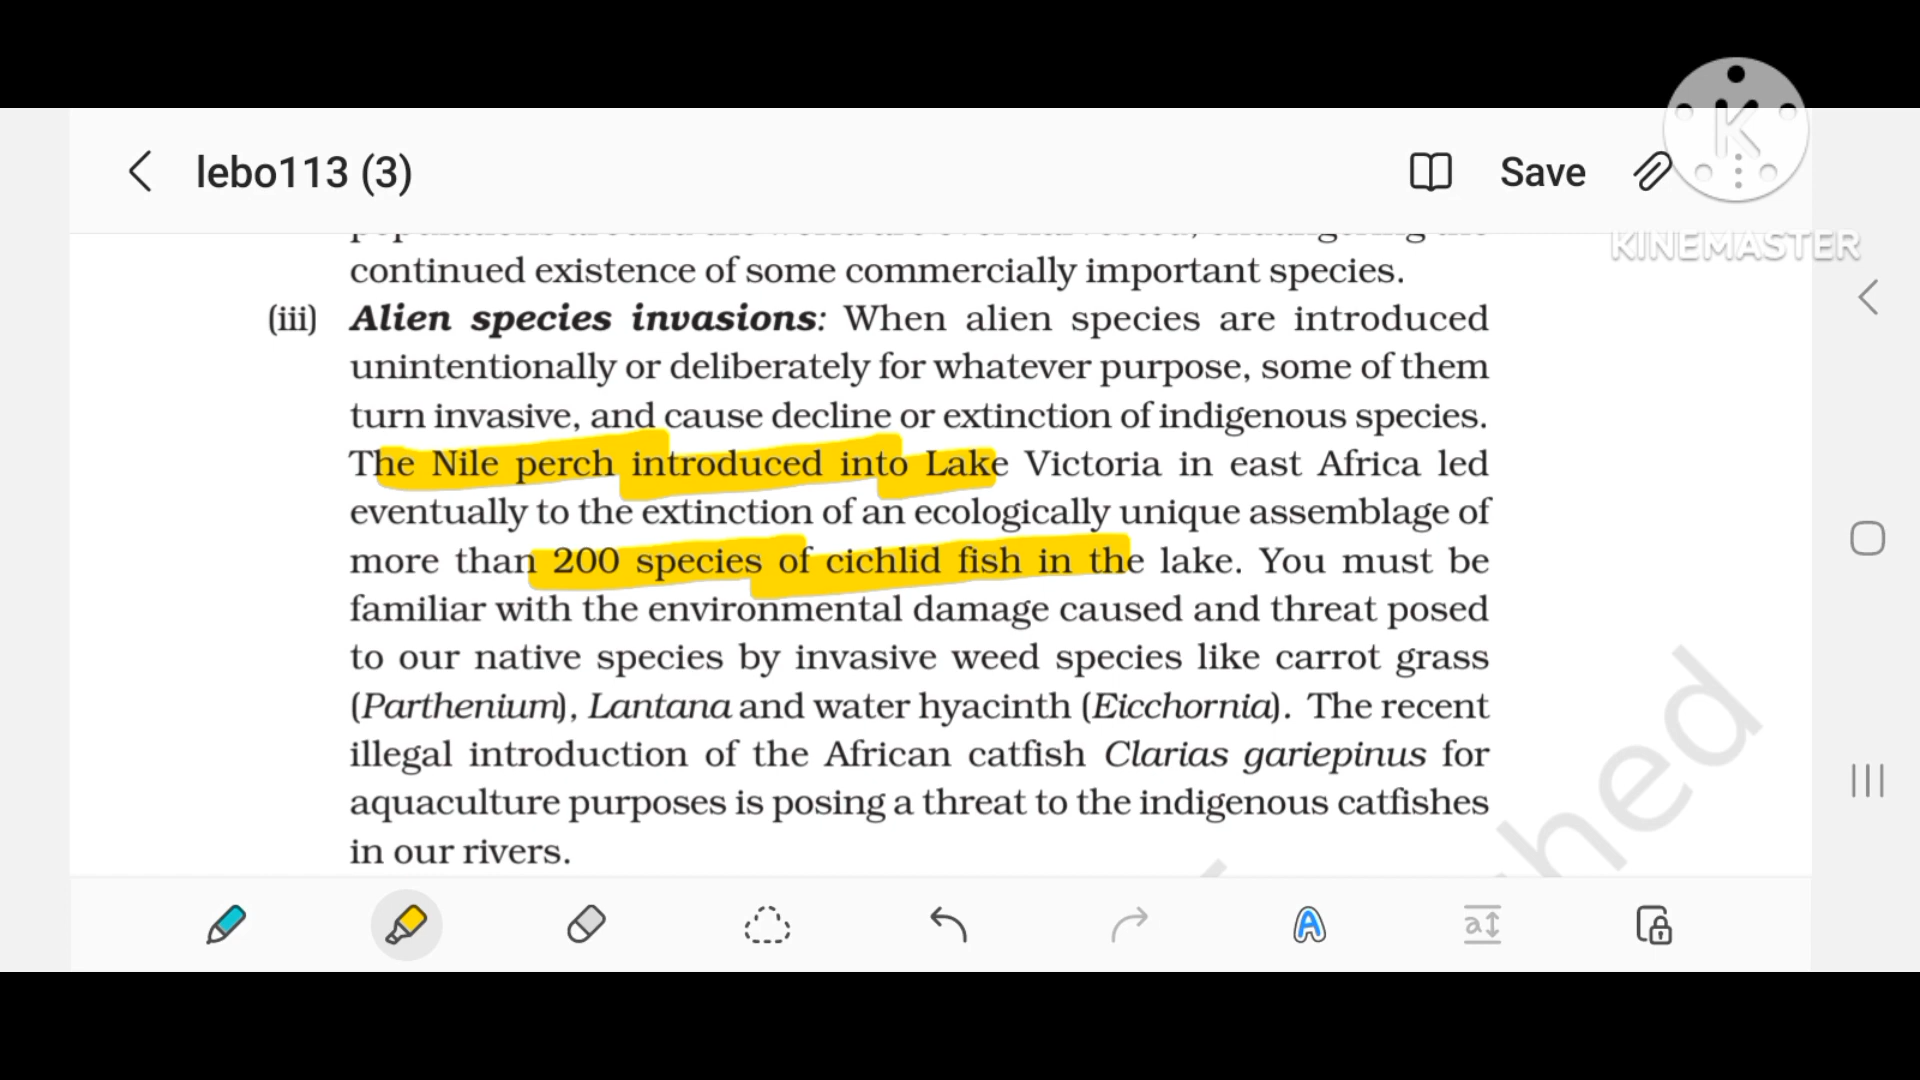 lebo113 (3)
Save
K
KINEMASTER
continued existence of some commercially important species.
(iii) Alien species invasions: When alien species are introduced
unintentionally or deliberately for whatever purpose, some of them
turn invasive, and cause decline or extinction of indigenous species.
The Nile perch introduced into Lake Victoria in east Africa led
eventually to the extinction of an ecologically unique assemblage of
more than 200 species of cichlid fish in the lake. You must be
familiar with the environmental damage caused and threat posed
to our native species by invasive weed species like carrot grass
(Parthenium), Lantana and water hyacinth (Eicchornia). The recent
illegal introduction of the African catfish Clarias gariepinus for
aquaculture purposes is posing a threat to the indigenous catfishes
in our rivers.
hed
A
a